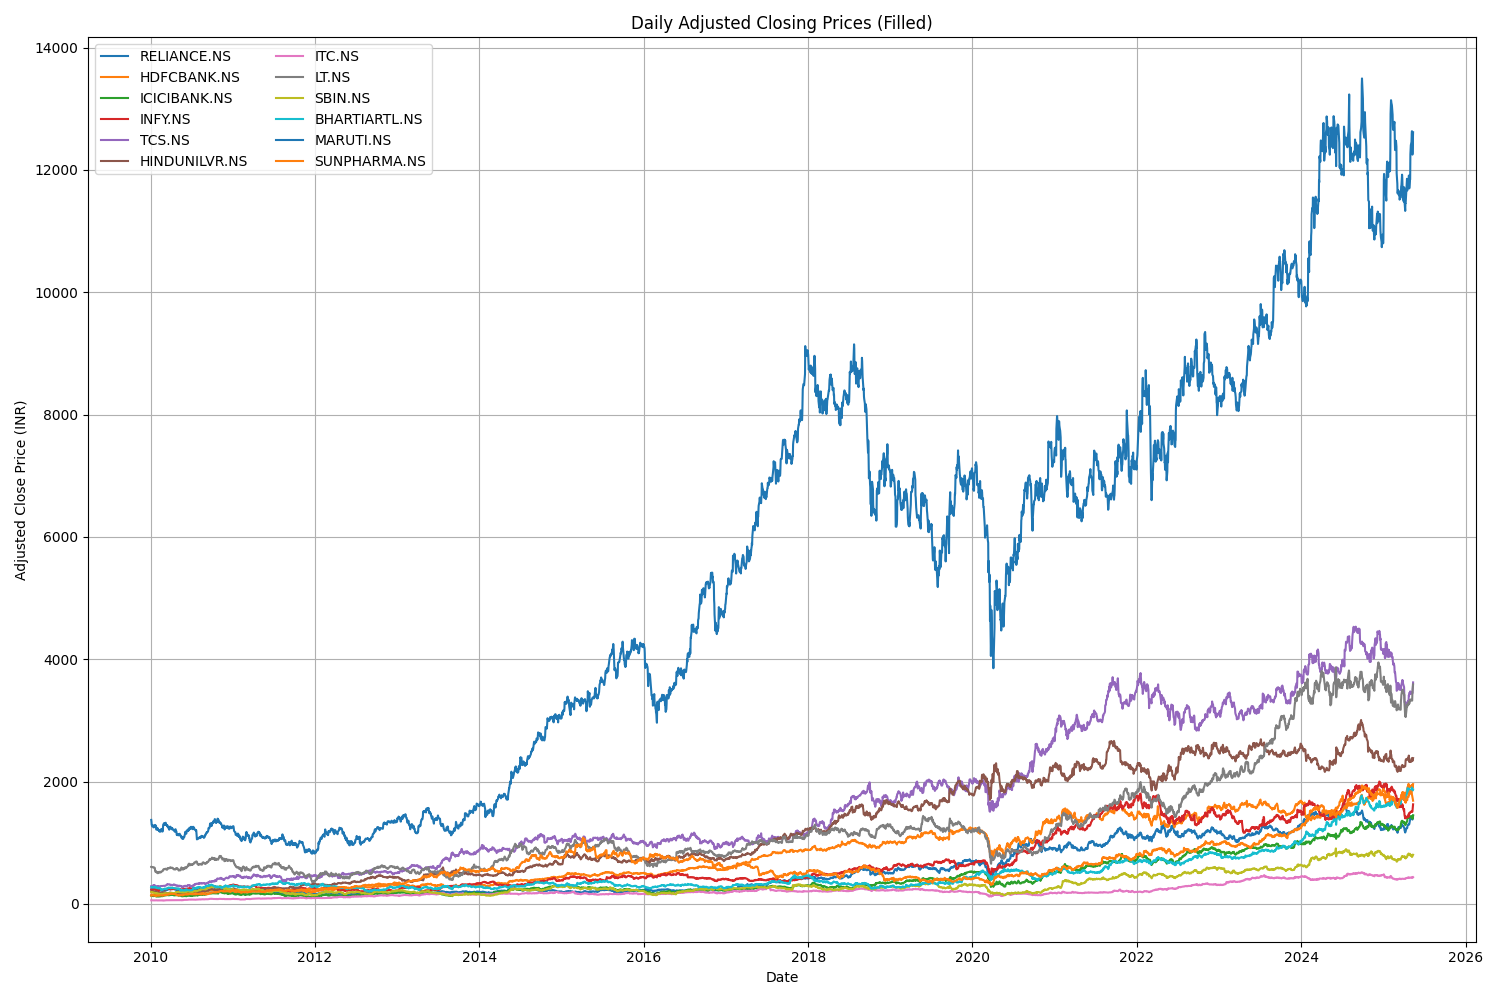 Daily Adjusted Closing Prices (Filled)
14000
12000
10000
8000
6000
4000
2000
0
Adjusted Close Price (INR)
RELIANCE.NS
HDFCBANK.NS
ICICIBANK.NS
INFY.NS
TCS.NS
HINDUNILVR.NS
ITC.NS
LT.NS
SBIN.NS
BHARTIARTL.NS
MARUTI.NS
SUNPHARMA.NS
2010 2012 2014 2016 2018 2020 2022 2024 2026
Date